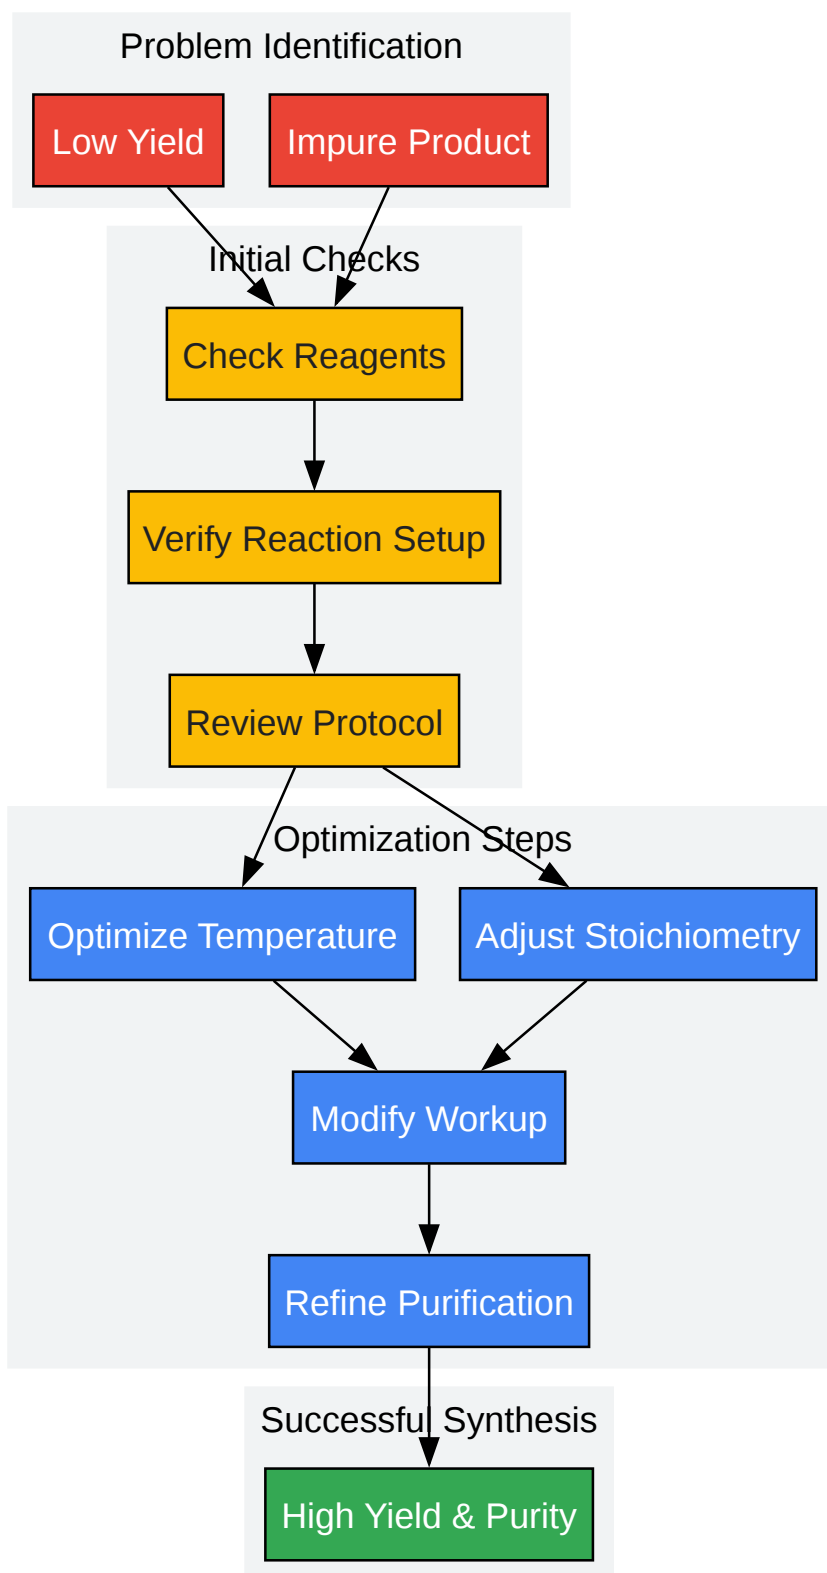 Problem Identification
Low Yield
Impure Product
Initial Checks
Check Reagents
Verify Reaction Setup
Review Protocol
Optimization Steps
Optimize Temperature
Adjust Stoichiometry
Modify Workup
Refine Purification
Successful Synthesis
High Yield & Purity